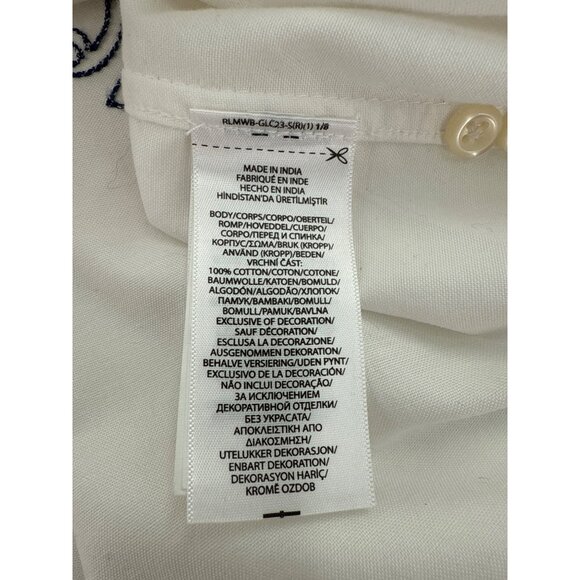 RLMWB-GLC23-S(R)(1) 1/8
MADE IN INDIA
FABRIQUÉ EN INDE
HECHO EN INDIA
HİNDİSTAN'DA ÜRETİLMİŞTİR
BODY/CORPS/CORPO/OBERTEIL/
ROMP/HOVEDDEL/CUERPO/
CORPO/ПЕРЕД И СПИНКА/
КОРПУС/ΣΩΜΑ/BRUK (KROPP)/
ANVÄND (KROPP)/BEDEN/
VRCHNÍ ČÁST:
100% COTTON/COTON/COTONE/
BAUMWOLLE/KATOEN/BOMULD/
ALGODÓN/ALGODÃO/ХЛОПОК/
ПАМУК/BAMBAKI/BOMULL/
BOMULL/PAMUK/BAVLNA
EXCLUSIVE OF DECORATION/
SAUF DÉCORATION/
ESCLUSA LA DECORAZIONE/
AUSGENOMMEN DEKORATION/
BEHALVE VERSIERING/UDEN PYNT/
EXCLUSIVO DE LA DECORACIÓN/
NÃO INCLUI DECORAÇÃO/
ЗА ИСКЛЮЧЕНИЕМ
ДЕКОРАТИВНОЙ ОТДЕЛКИ/
БЕЗ УКРАСАТА/
ΑΠΟΚΛΕΙΣΤΙΚΗ ΑΠΟ
ΔΙΑΚΟΣΜΗΣΗ/
UTELUKKER DEKORASJON/
ENBART DEKORATION/
DEKORASYON HARİÇ/
KROMĚ OZDOB